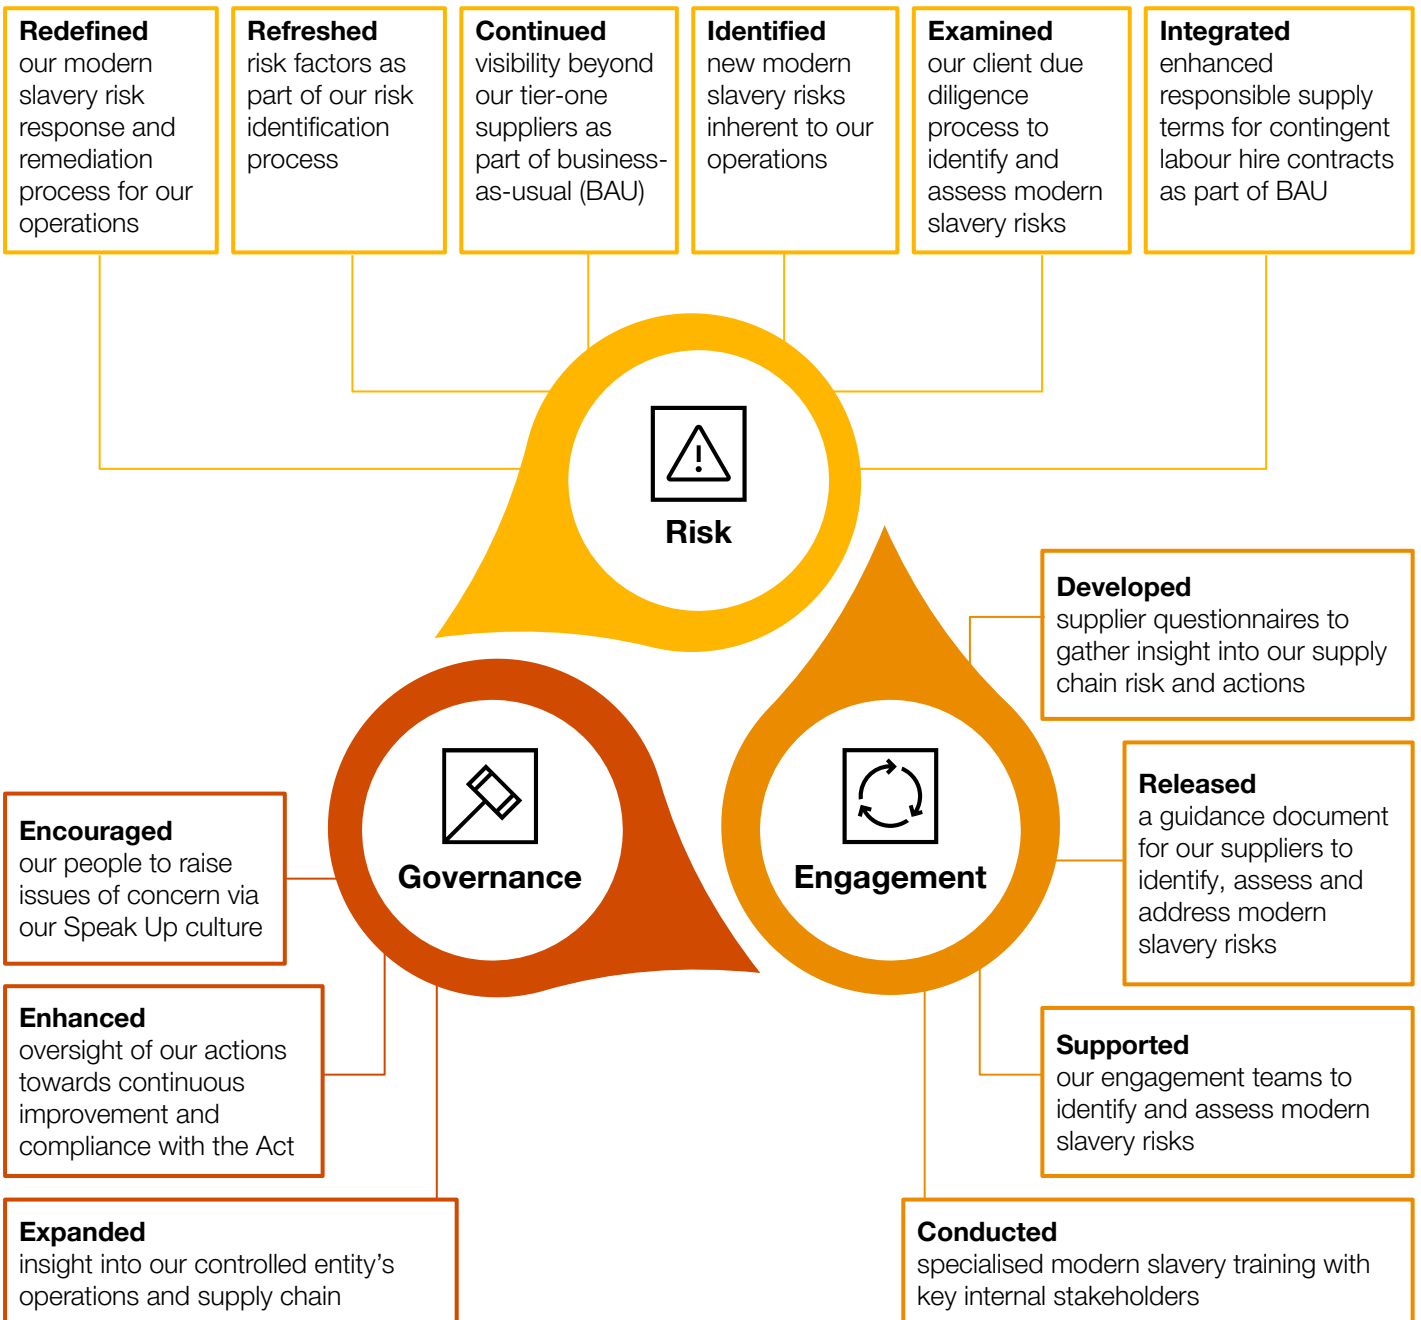 Redefined
our modern
slavery risk
response and
remediation
process for our
operations
Refreshed
risk factors as
part of our risk
identification
process
Continued
visibility beyond
our tier-one
suppliers as
part of business-
as-usual (BAU)
Identified
new modern
slavery risks
inherent to our
operations
Examined
our client due
diligence
process to
identify and
assess modern
slavery risks
Integrated
enhanced
responsible supply
terms for contingent
labour hire contracts
as part of BAU
Risk
Developed
supplier questionnaires to
gather insight into our supply
chain risk and actions
Released
a guidance document
for our suppliers to
identify, assess and
address modern
slavery risks
Engagement
Supported
our engagement teams to
identify and assess modern
slavery risks
Conducted
specialised modern slavery training with
key internal stakeholders
Governance
Encouraged
our people to raise
issues of concern via
our Speak Up culture
Enhanced
oversight of our actions
towards continuous
improvement and
compliance with the Act
Expanded
insight into our controlled entity's
operations and supply chain